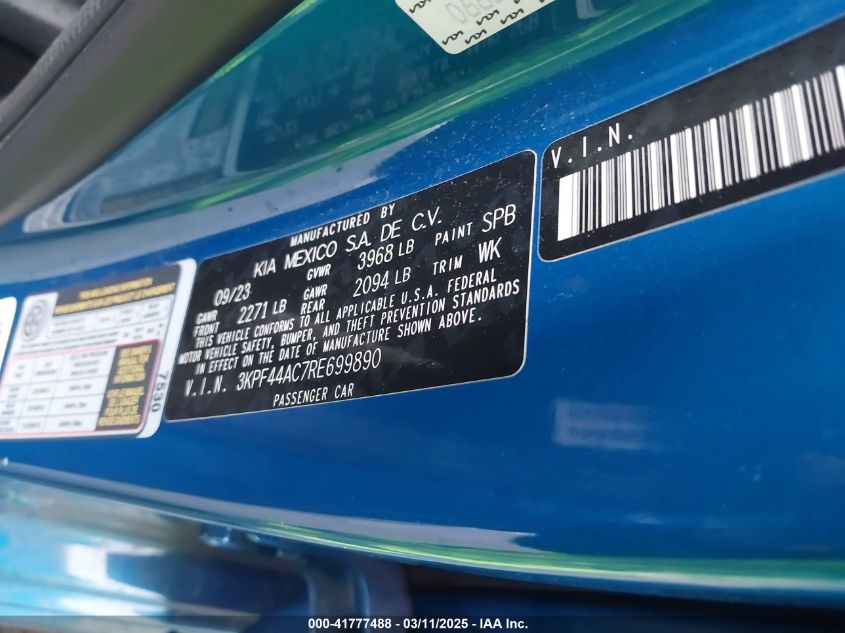 MANUFACTURED BY
KIA MEXICO S.A. DE C.V.
09/23 GVWR 3968 LB PAINT SPB
GAWR FRONT 2271 LB GAWR REAR 2094 LB TRIM WK
THIS VEHICLE CONFORMS TO ALL APPLICABLE U.S.A. FEDERAL
MOTOR VEHICLE SAFETY, BUMPER, AND THEFT PREVENTION STANDARDS
IN EFFECT ON THE DATE OF MANUFACTURE SHOWN ABOVE.
V.I.N. 3KPF44AC7RE699890
PASSENGER CAR
V.I.N.
7530
000-41777488 - 03/11/2025 - IAA Inc.